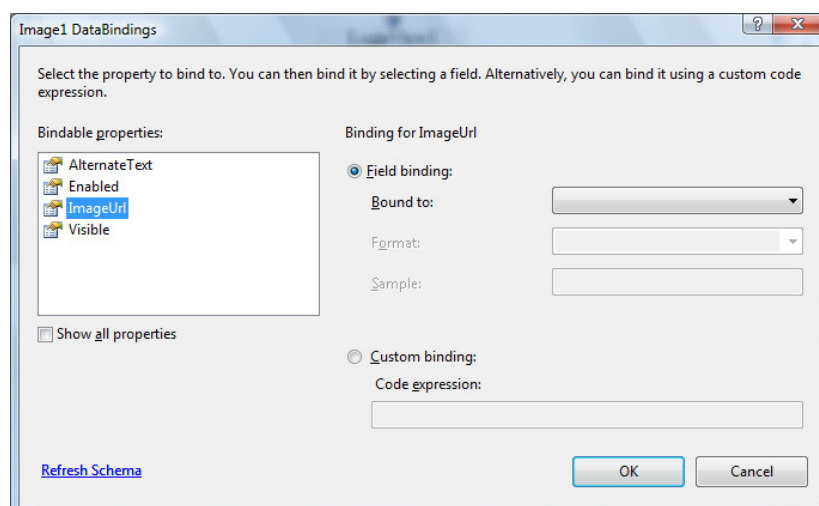 Image1 DataBindings
Select the property to bind to. You can then bind it by selecting a field. Alternatively, you can bind it using a custom code
expression.
Bindable properties:
AlternateText
Enabled
ImageUrl
Visible
Show all properties
Binding for ImageUrl
Field binding:
Bound to:
Format:
Sample:
Custom binding:
Code expression:
Refresh Schema
OK
Cancel